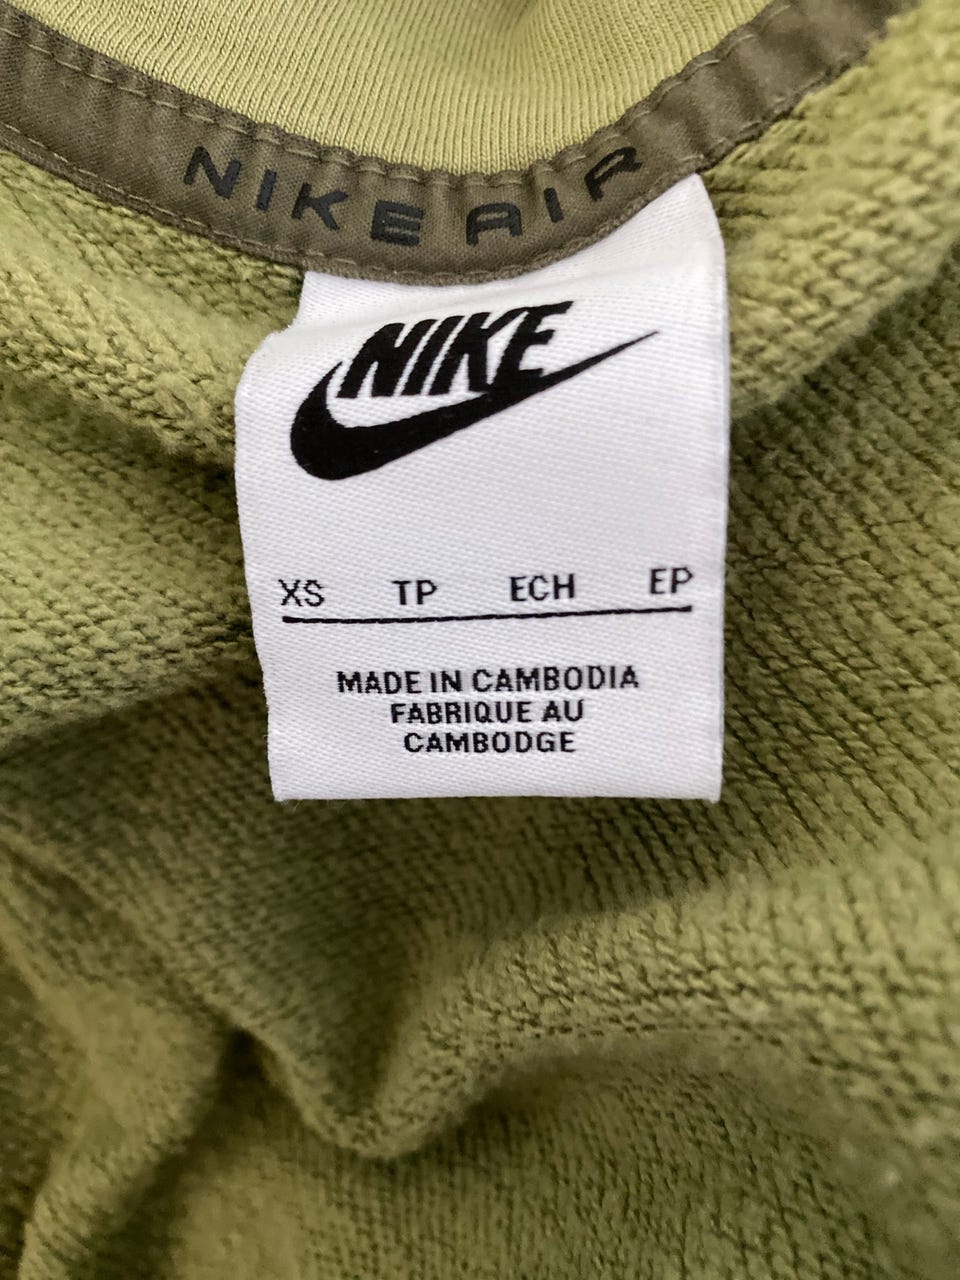 NIKE AIR
NIKE
XS TP ECH EP
MADE IN CAMBODIA
FABRIQUE AU
CAMBODGE